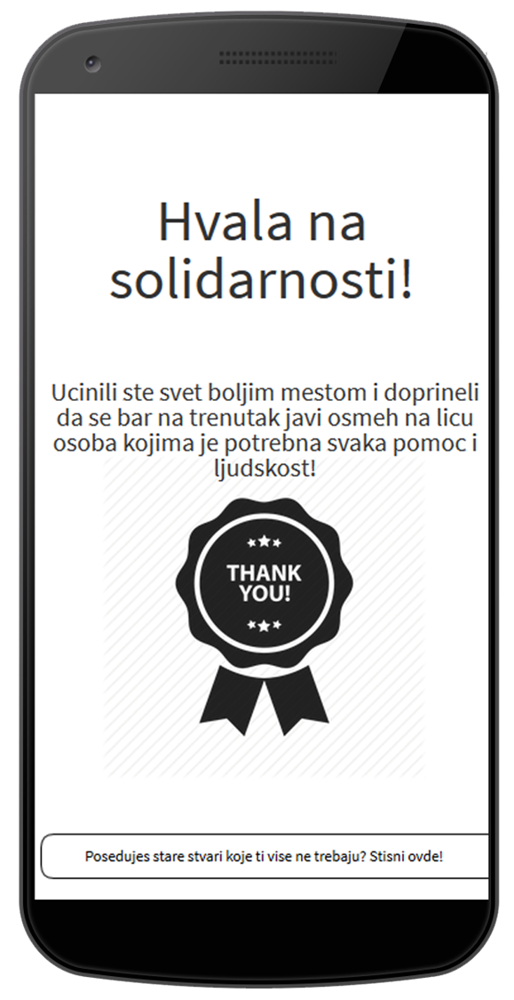 Hvala na
solidarnosti!
Ucinili ste svet boljim mestom i doprineli
da se bar na trenutak javi osmeh na licu
osoba kojima je potrebna svaka pomoc i
ljudskost!
THANK
YOU!
Posedujes stare stvari koje ti vise ne trebaju? Stisni ovde!